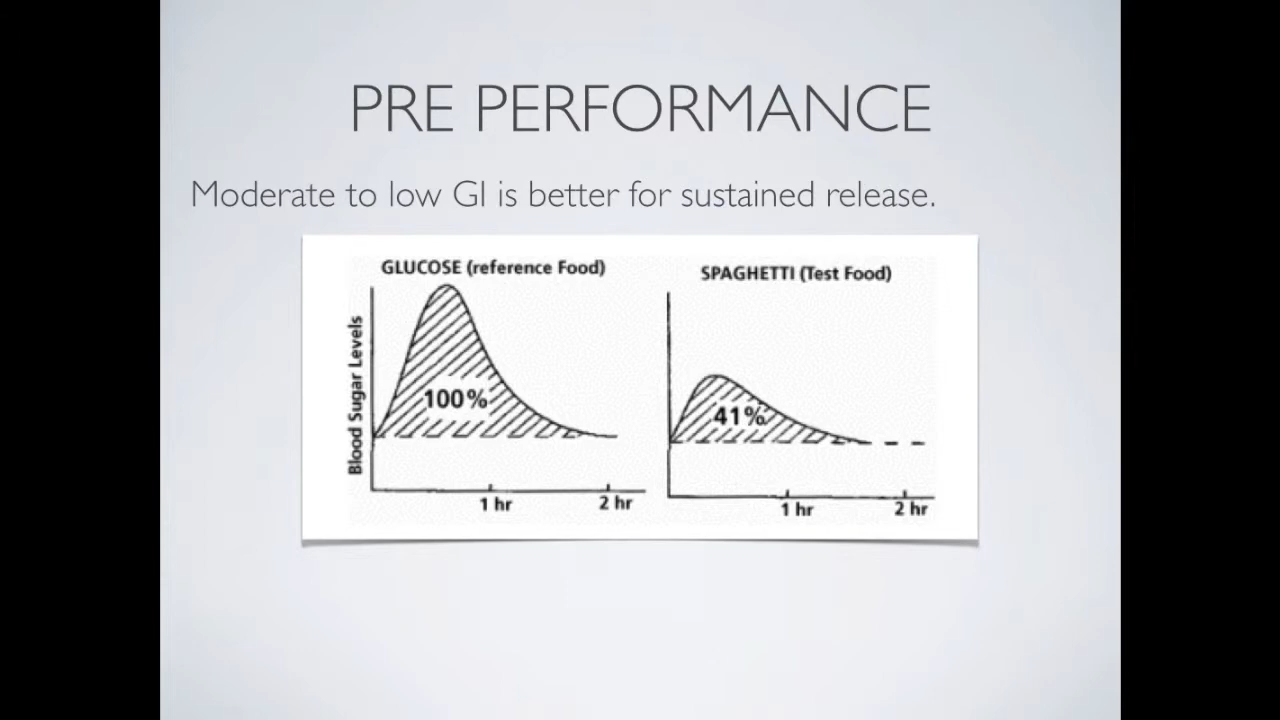 PRE PERFORMANCE
Moderate to low GI is better for sustained release.
GLUCOSE (reference Food)
Blood Sugar Levels
100%
1 hr
2 hr
SPAGHETTI (Test Food)
41%
1 hr
2 hr